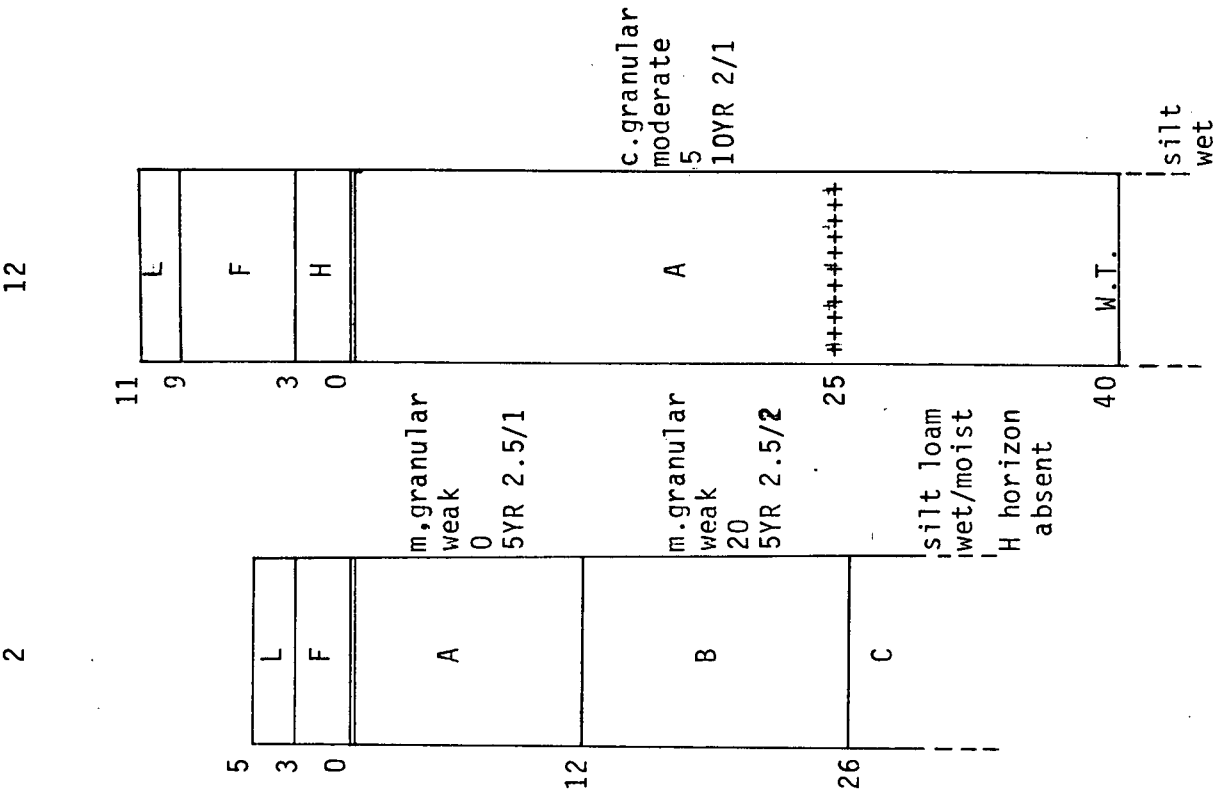 2
5
L
3
F
0
A
m,granular
weak
0
5YR 2.5/1
12
B
m.granular
weak
20
5YR 2.5/2
26
C
silt loam
wet/moist
H horizon
absent
12
11
L
9
F
3
H
0
A
c.granular
moderate
5
10YR 2/1
25
+++++++++++++
40
W.T.
silt
wet